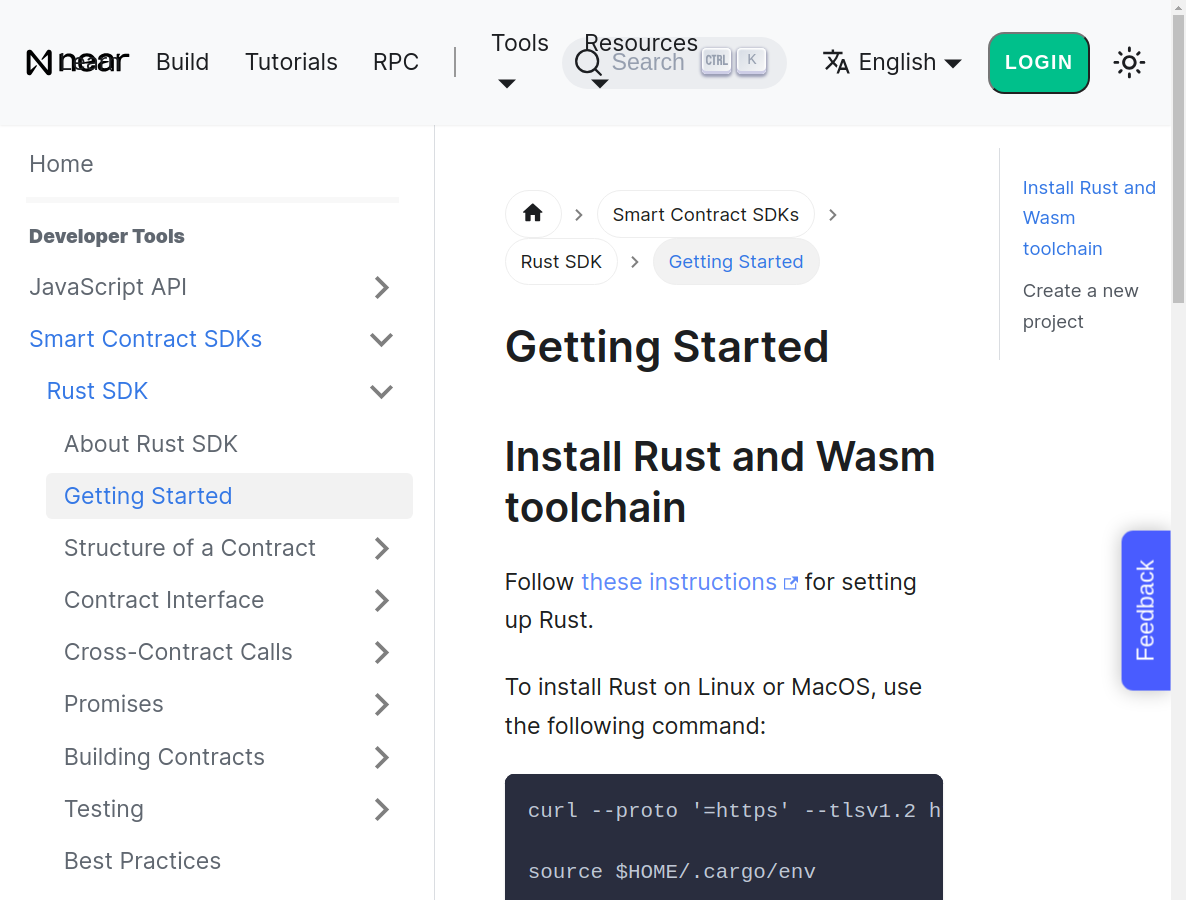 near
Learn
Build
Tutorials
RPC
Tools
Resources
Search
CTRL
K
English
LOGIN
Home
Developer Tools
JavaScript API
Smart Contract SDKs
Rust SDK
About Rust SDK
Getting Started
Structure of a Contract
Contract Interface
Cross-Contract Calls
Promises
Building Contracts
Testing
Best Practices
Smart Contract SDKs
Rust SDK
Getting Started
Getting Started
Install Rust and Wasm
toolchain
Follow these instructions for setting
up Rust.
To install Rust on Linux or MacOS, use
the following command:
curl --proto '=https' --tlsv1.2 h
source $HOME/.cargo/env
Install Rust and
Wasm
toolchain
Create a new
project
Feedback